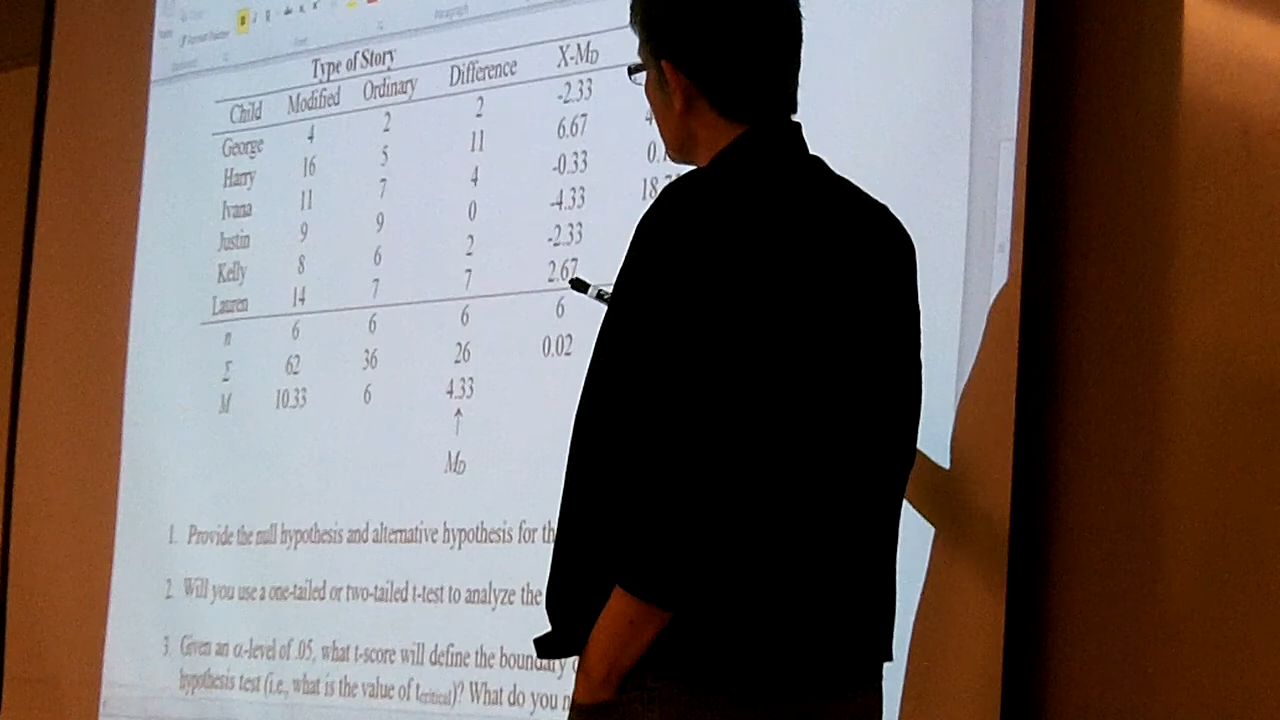 Paragraph
Type of Story
Child Modified Ordinary Difference X-MD
George 4 2 2 -2.33
Harry 16 5 11 6.67
Ivana 11 7 4 -0.33
Justin 9 9 0 -4.33
Kelly 8 6 2 -2.33
Lauren 14 7 7 2.67
n 6 6 6 6
Σ 62 36 26 0.02
M 10.33 6 4.33
↑
MD
1. Provide the null hypothesis and alternative hypothesis for
2. Will you use a one-tailed or two-tailed t-test to analyze the
3. Given an α-level of .05, what t-score will define the boundary
hypothesis test (i.e., what is the value of tcritical)? What do you